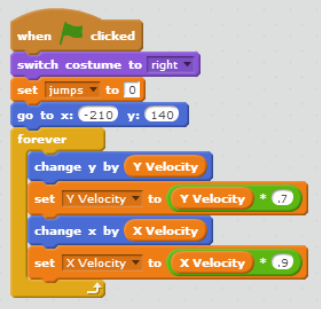 when clicked
switch costume to right
set jumps to 0
go to x: -210 y: 140
forever
change y by Y Velocity
set Y Velocity to Y Velocity * .7
change x by X Velocity
set X Velocity to X Velocity * .9